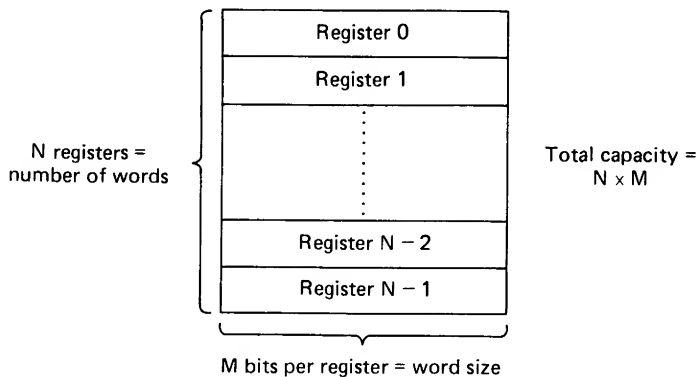 Register 0
Register 1
N registers =
number of words
Total capacity =
N x M
Register N − 2
Register N − 1
M bits per register = word size